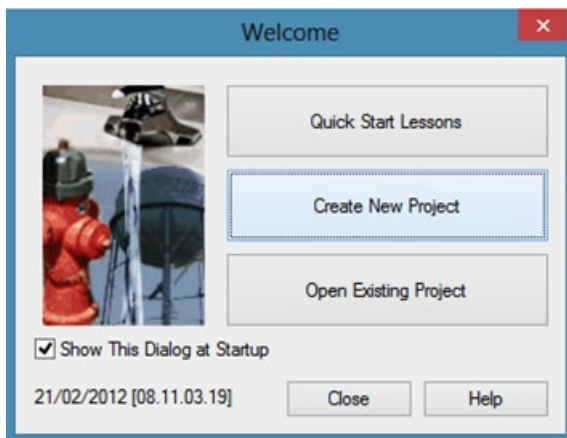 Welcome
Quick Start Lessons
Create New Project
Open Existing Project
Show This Dialog at Startup
21/02/2012 [08.11.03.19]
Close
Help